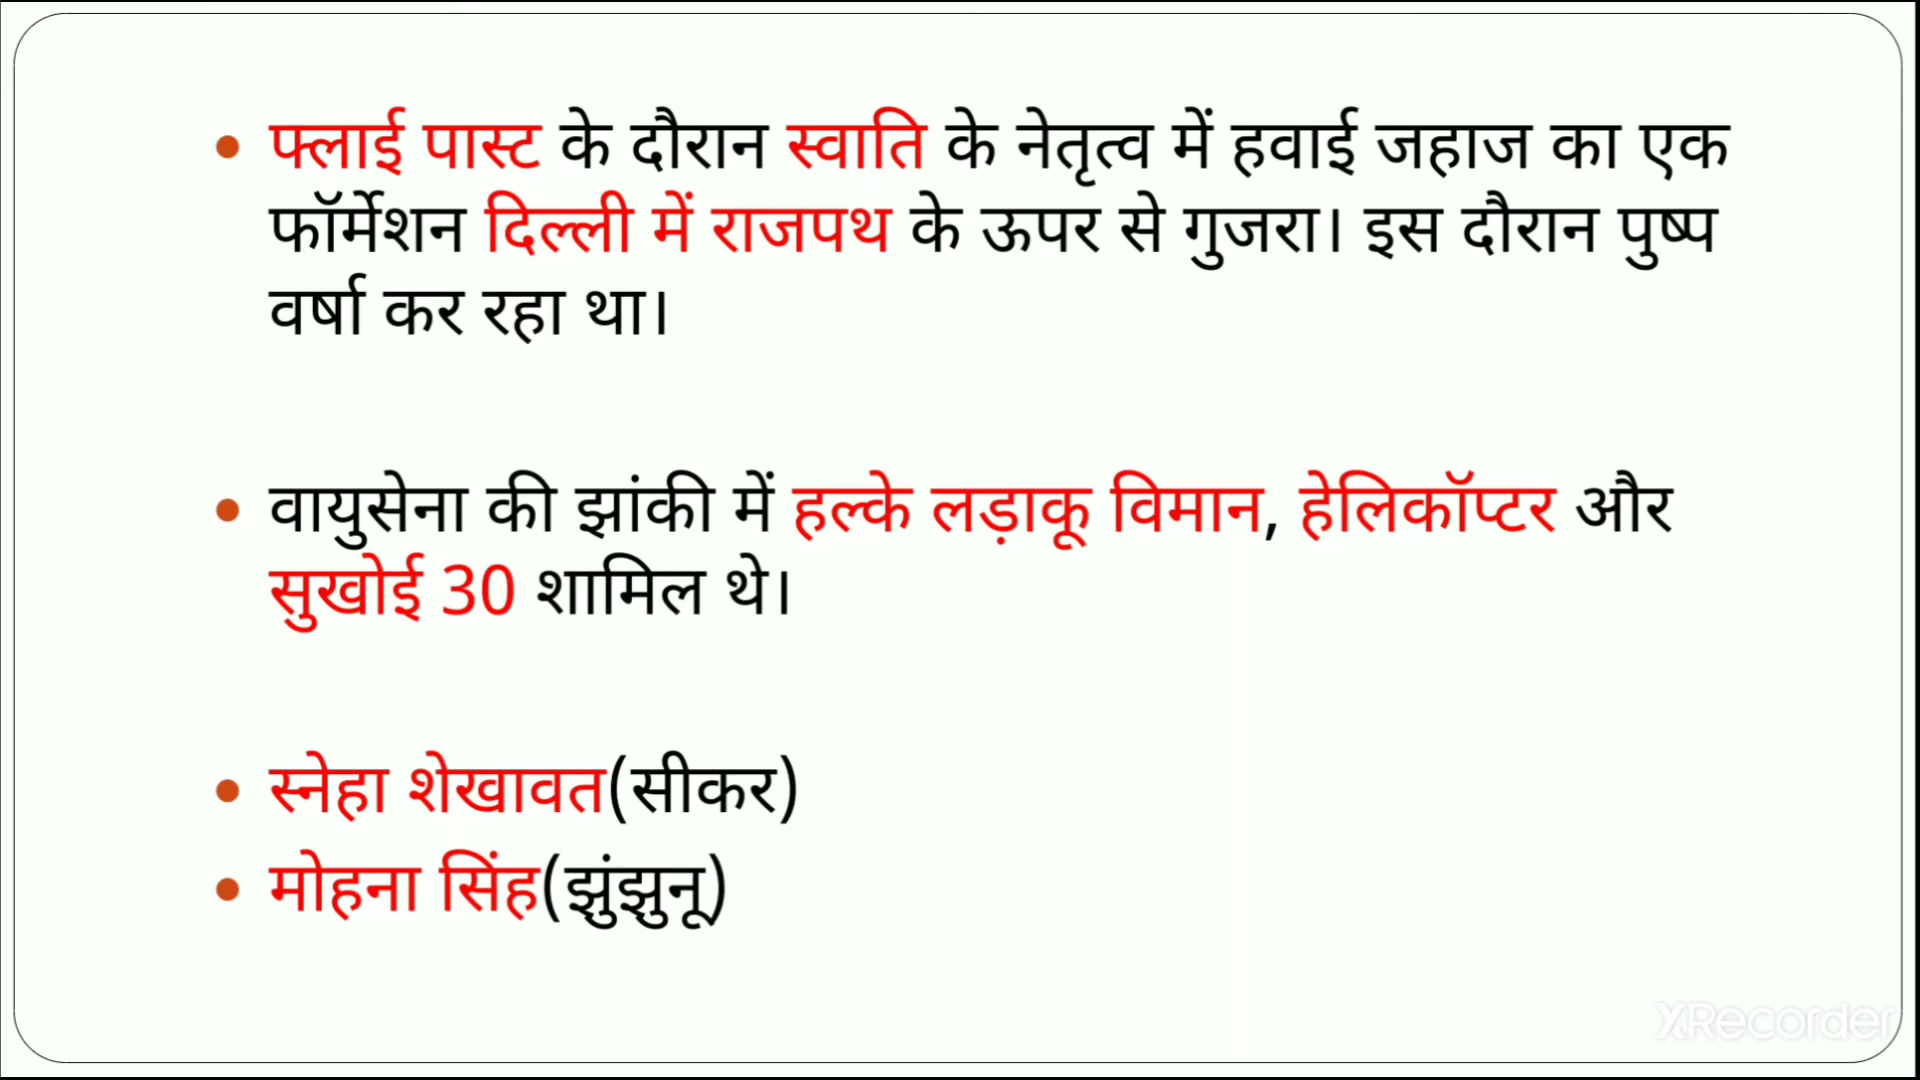 • फ्लाई पास्ट के दौरान स्वाति के नेतृत्व में हवाई जहाज का एक
फॉर्मेशन दिल्ली में राजपथ के ऊपर से गुजरा। इस दौरान पुष्प
वर्षा कर रहा था।
• वायुसेना की झांकी में हल्के लड़ाकू विमान, हेलिकॉप्टर और
सुखोई 30 शामिल थे।
• स्नेहा शेखावत(सीकर)
• मोहना सिंह(झुंझुनू)
XRecorder